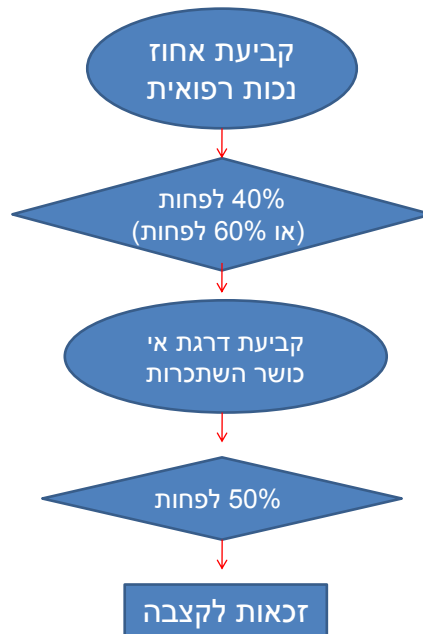 קביעת אחוז
נכות רפואית
40% לפחות
(או 60% לפחות)
קביעת דרגת אי
כושר השתכרות
50% לפחות
זכאות לקצבה